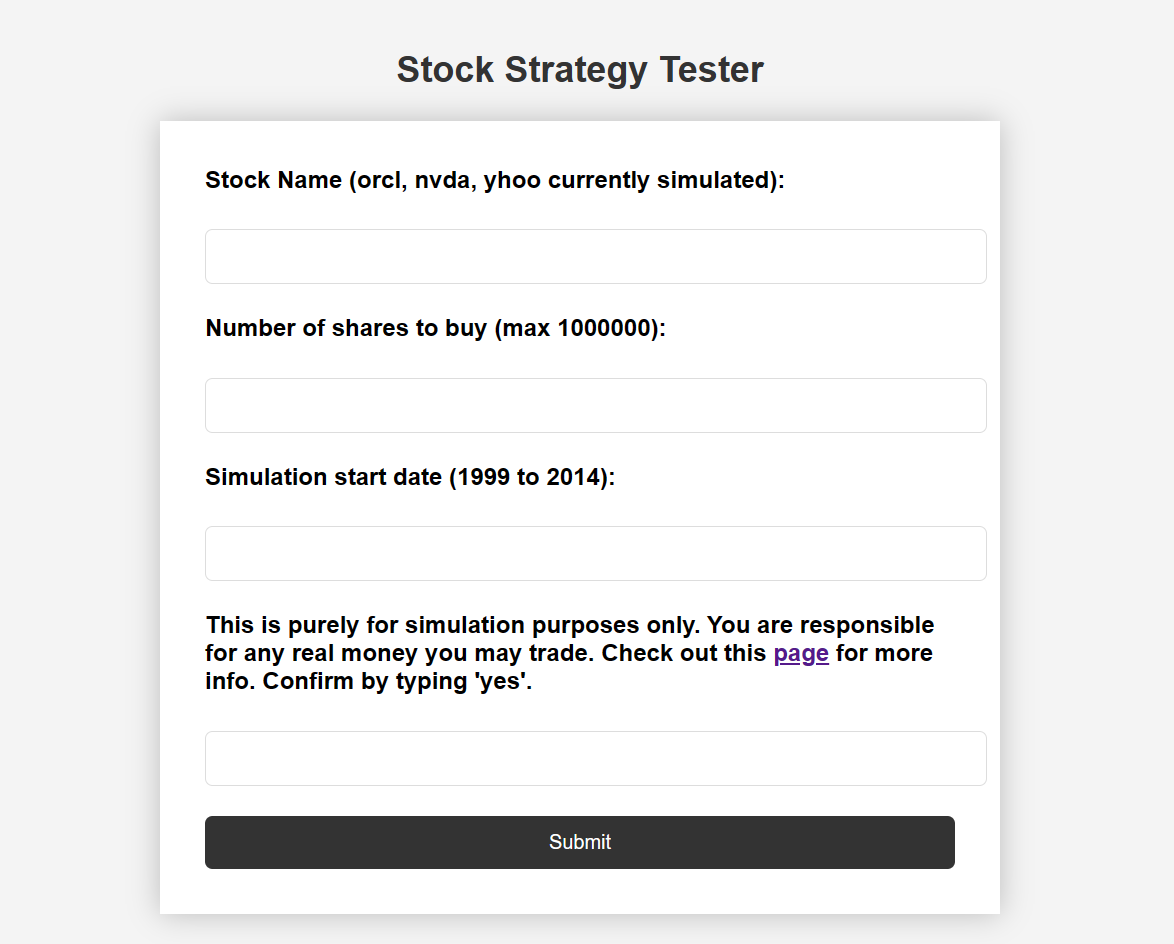 Stock Strategy Tester
Stock Name (orcl, nvda, yhoo currently simulated):
Number of shares to buy (max 1000000):
Simulation start date (1999 to 2014):
This is purely for simulation purposes only. You are responsible
for any real money you may trade. Check out this page for more
info. Confirm by typing 'yes'.
Submit